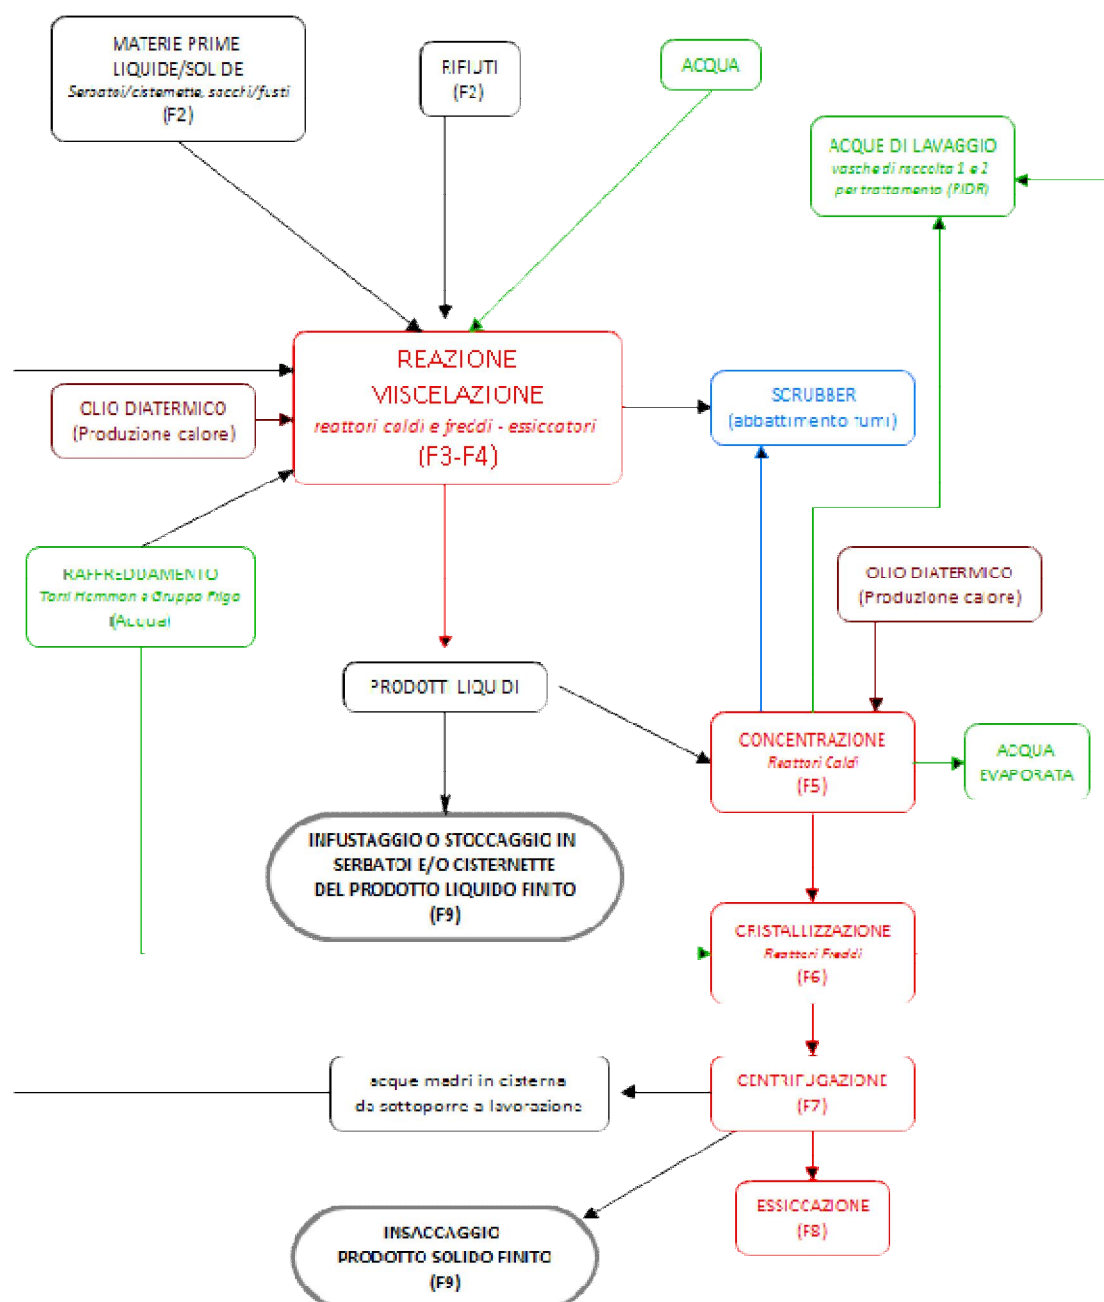 MATERIE PRIME
LIQUIDE/SOL DE
Serbatoi/cisternette, sacchi/fusti
(F2)
RIFIUTI
(F2)
ACQUA
ACQUE DI LAVAGGIO
vasche di raccolta 1 e 2
per trattamento (RIDR)
REAZIONE
MISCELAZIONE
reattori caldi e freddi - essiccatori
(F3-F4)
OLIO DIATERMICO
(Produzione calore)
SCRUBBER
(abbattimento fumi)
RAFFREDDAMENTO
Torri Hammon e Gruppo Frigo
(Acqua)
OLIO DIATERMICO
(Produzione calore)
PRODOTTI LIQUIDI
CONCENTRAZIONE
Reattori Caldi
(F5)
ACQUA
EVAPORATA
INFUSTAGGIO O STOCCAGGIO IN
SERBATOI E/O CISTERNETTE
DEL PRODOTTO LIQUIDO FINITO
(F9)
CRISTALLIZZAZIONE
Reattori Freddi
(F6)
acque madri in cisterna
da sottoporre a lavorazione
CENTRIFUGAZIONE
(F7)
ESSICCAZIONE
(F8)
INSACCAGGIO
PRODOTTO SOLIDO FINITO
(F9)